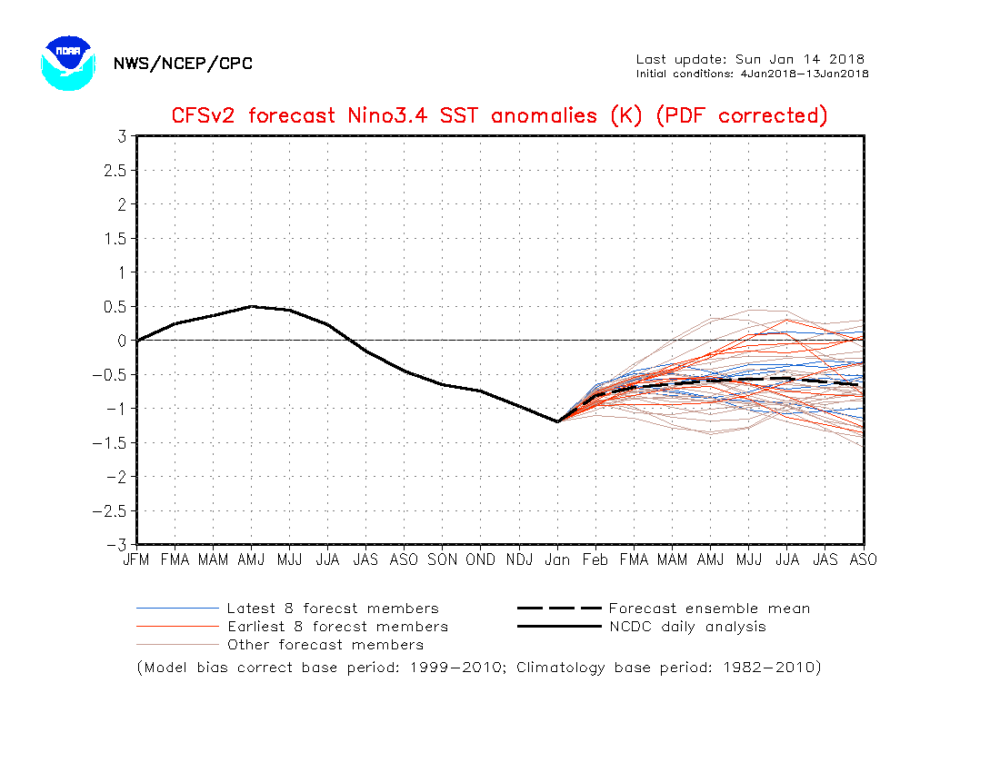 NOAA
NWS/NCEP/CPC
Last update: Sun Jan 14 2018
Initial conditions: 4Jan2018-13Jan2018
CFSv2 forecast Nino3.4 SST anomalies (K) (PDF corrected)
3
2.5
2
1.5
1
0.5
0
-0.5
-1
-1.5
-2
-2.5
-3
JFM FMA MAM AMJ MJJ JJA JAS ASO SON OND NDJ Jan Feb FMA MAM AMJ MJJ JJA JAS ASO
Latest 8 forecst members Forecast ensemble mean
Earliest 8 forecst members NCDC daily analysis
Other forecast members
(Model bias correct base period: 1999-2010; Climatology base period: 1982-2010)